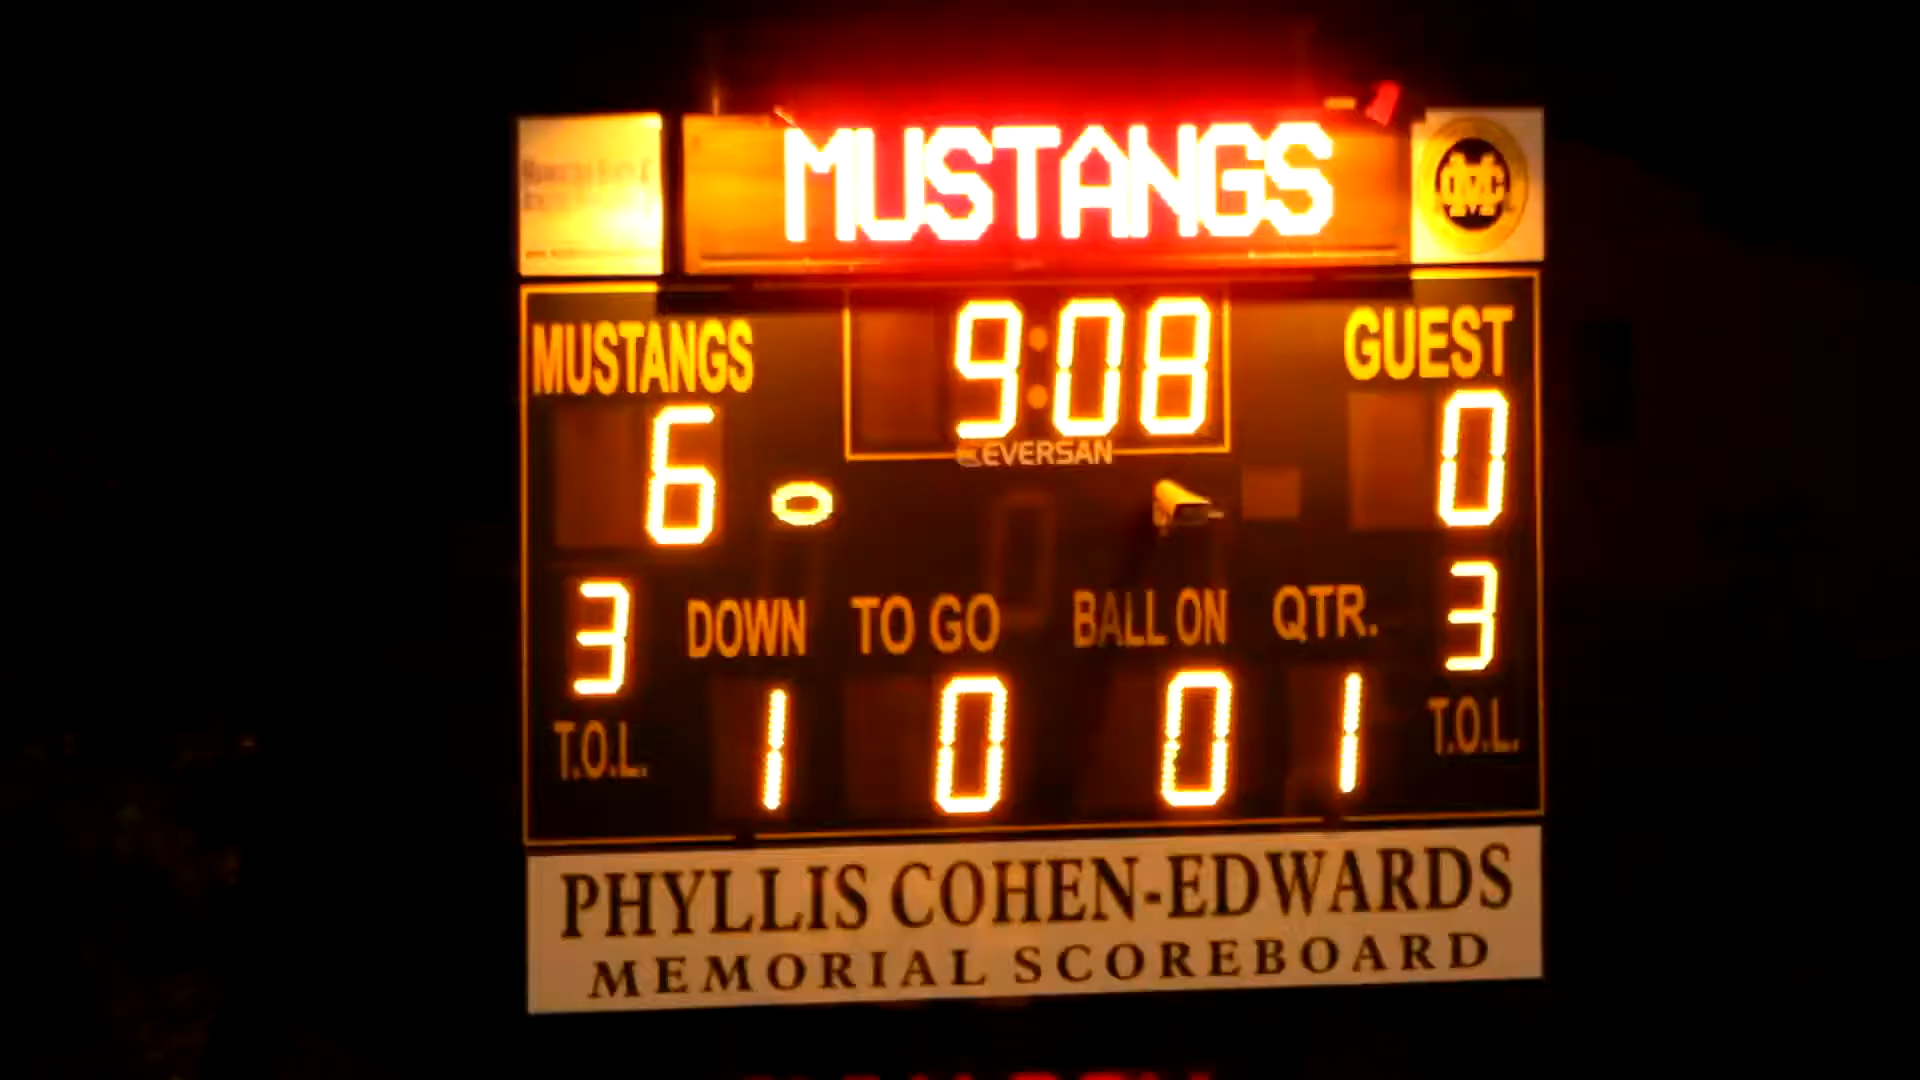 MUSTANGS
MC
9:08
MUSTANGS
GUEST
EVERSAN
6
0
3
DOWN TO GO BALL ON QTR.
3
1 0 0 1
T.O.L.
T.O.L.
PHYLLIS COHEN-EDWARDS
MEMORIAL SCOREBOARD